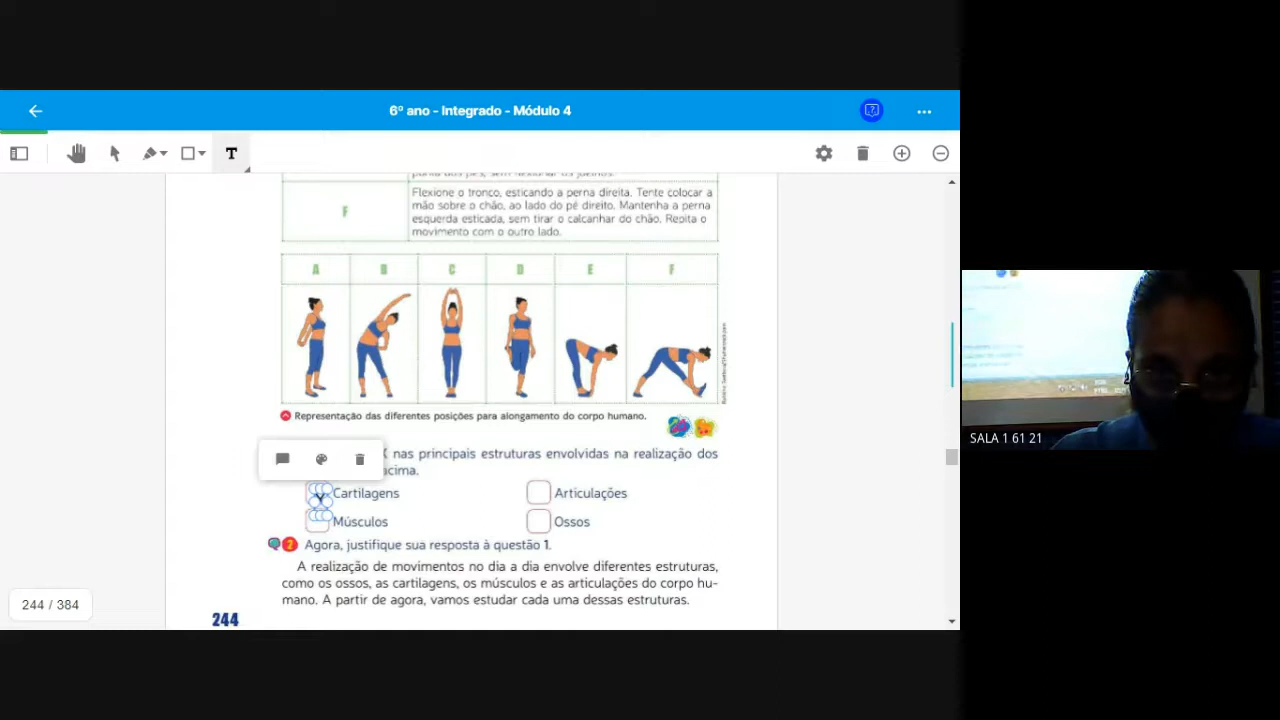 6º ano - Integrado - Módulo 4
T
F
Flexione o tronco, esticando a perna direita. Tente colocar a
mão sobre o chão, ao lado do pé direito. Mantenha a perna
esquerda esticada, sem tirar o calcanhar do chão. Repita o
movimento com o outro lado.
A B C D E F
Representação das diferentes posições para alongamento do corpo humano.
X nas principais estruturas envolvidas na realização dos
acima.
Cartilagens
Articulações
Músculos
Ossos
2 Agora, justifique sua resposta à questão 1.
A realização de movimentos no dia a dia envolve diferentes estruturas,
como os ossos, as cartilagens, os músculos e as articulações do corpo hu-
mano. A partir de agora, vamos estudar cada uma dessas estruturas.
244
244 / 384
SALA 1 61 21